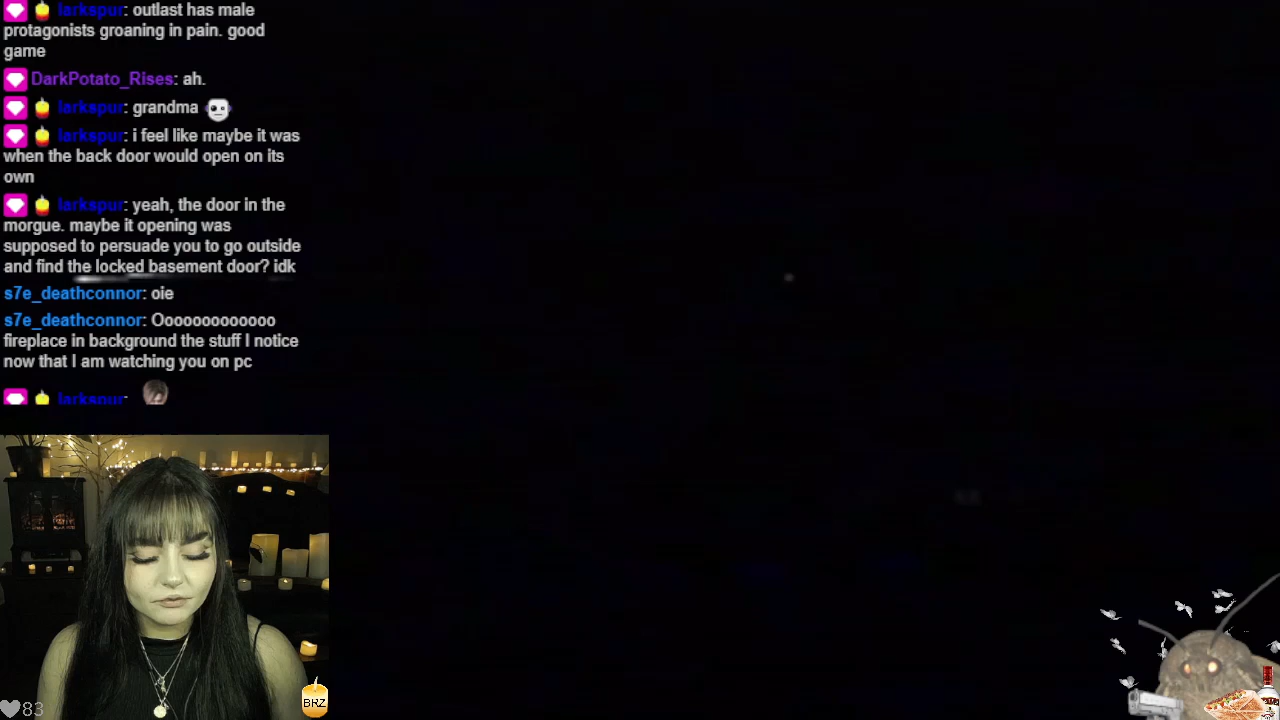 larkspur: outlast has male
protagonists groaning in pain. good
game
DarkPotato_Rises: ah.
larkspur: grandma
larkspur: i feel like maybe it was
when the back door would open on its
own
larkspur: yeah, the door in the
morgue. maybe it opening was
supposed to persuade you to go outside
and find the locked basement door? idk
s7e_deathconnor: oie
s7e_deathconnor: Ooooooooooooo
fireplace in background the stuff I notice
now that I am watching you on pc
larkspur:
BRZ
83